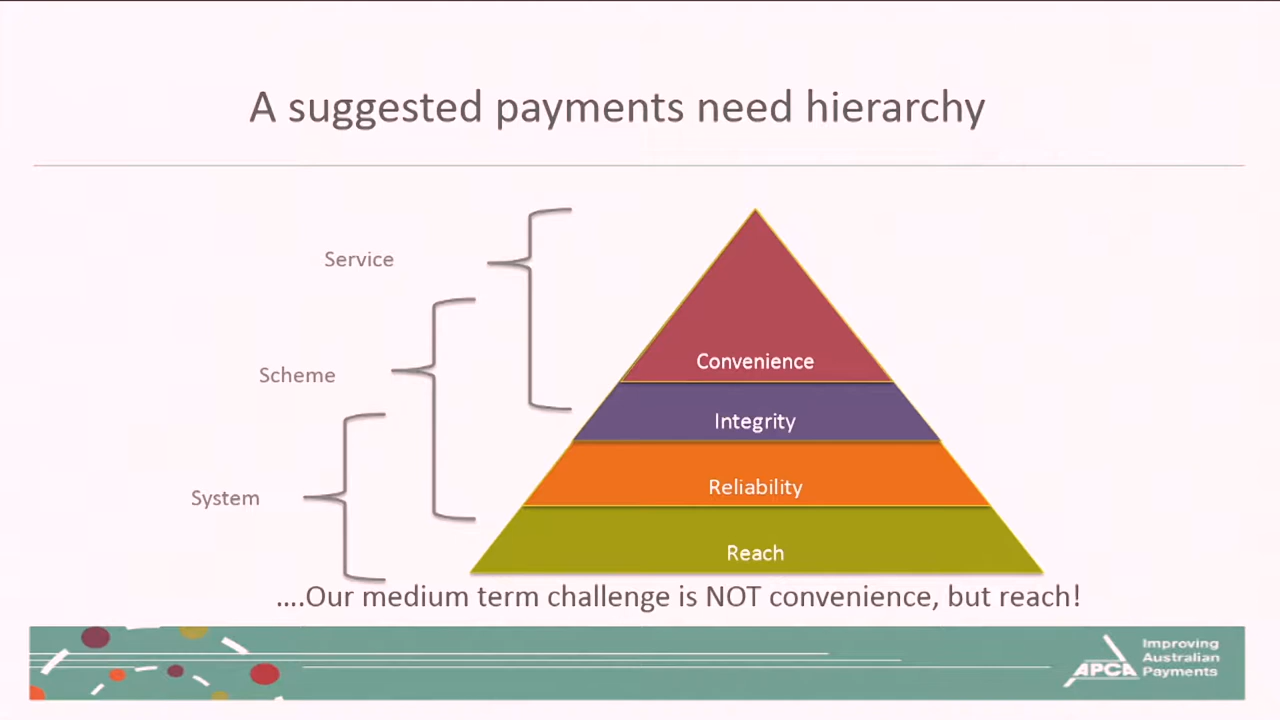 A suggested payments need hierarchy
Service
Scheme
System
Convenience
Integrity
Reliability
Reach
....Our medium term challenge is NOT convenience, but reach!
APCA
Improving
Australian
Payments